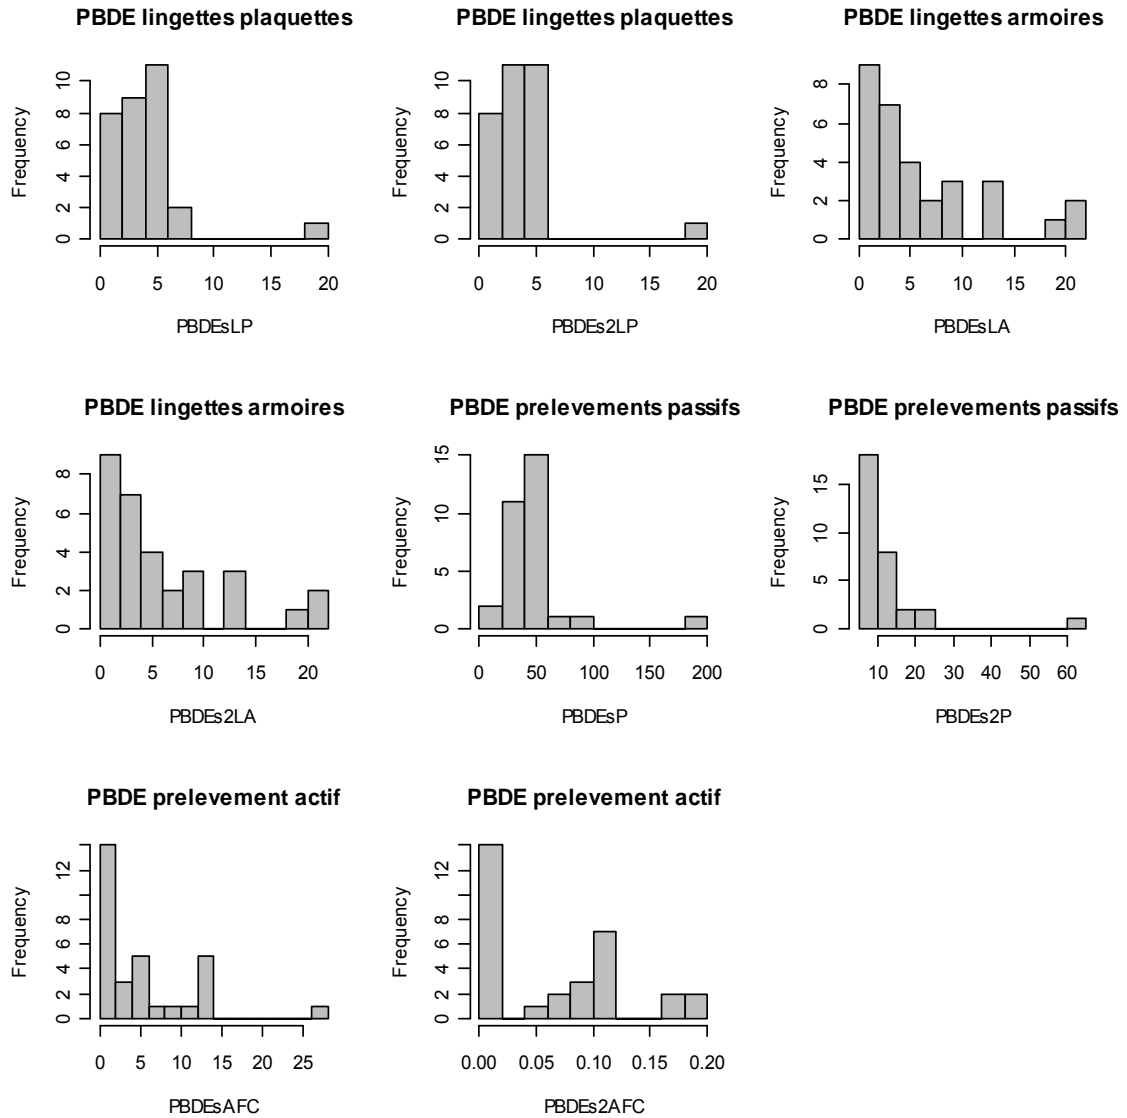 PBDE lingettes plaquettes
Frequency
0 2 4 6 8 10
0 5 10 15 20
PBDEsLP
PBDE lingettes plaquettes
Frequency
0 2 4 6 8 10
0 5 10 15 20
PBDEs2LP
PBDE lingettes armoires
Frequency
0 2 4 6 8
0 5 10 15 20
PBDEsLA
PBDE lingettes armoires
Frequency
0 2 4 6 8
0 5 10 15 20
PBDEs2LA
PBDE prelevements passifs
Frequency
0 5 10 15
0 50 100 150 200
PBDEsP
PBDE prelevements passifs
Frequency
0 5 10 15
10 20 30 40 50 60
PBDEs2P
PBDE prelevement actif
Frequency
0 2 4 6 8 12
0 5 10 15 20 25
PBDEsAFC
PBDE prelevement actif
Frequency
0 2 4 6 8 12
0.00 0.05 0.10 0.15 0.20
PBDEs2AFC